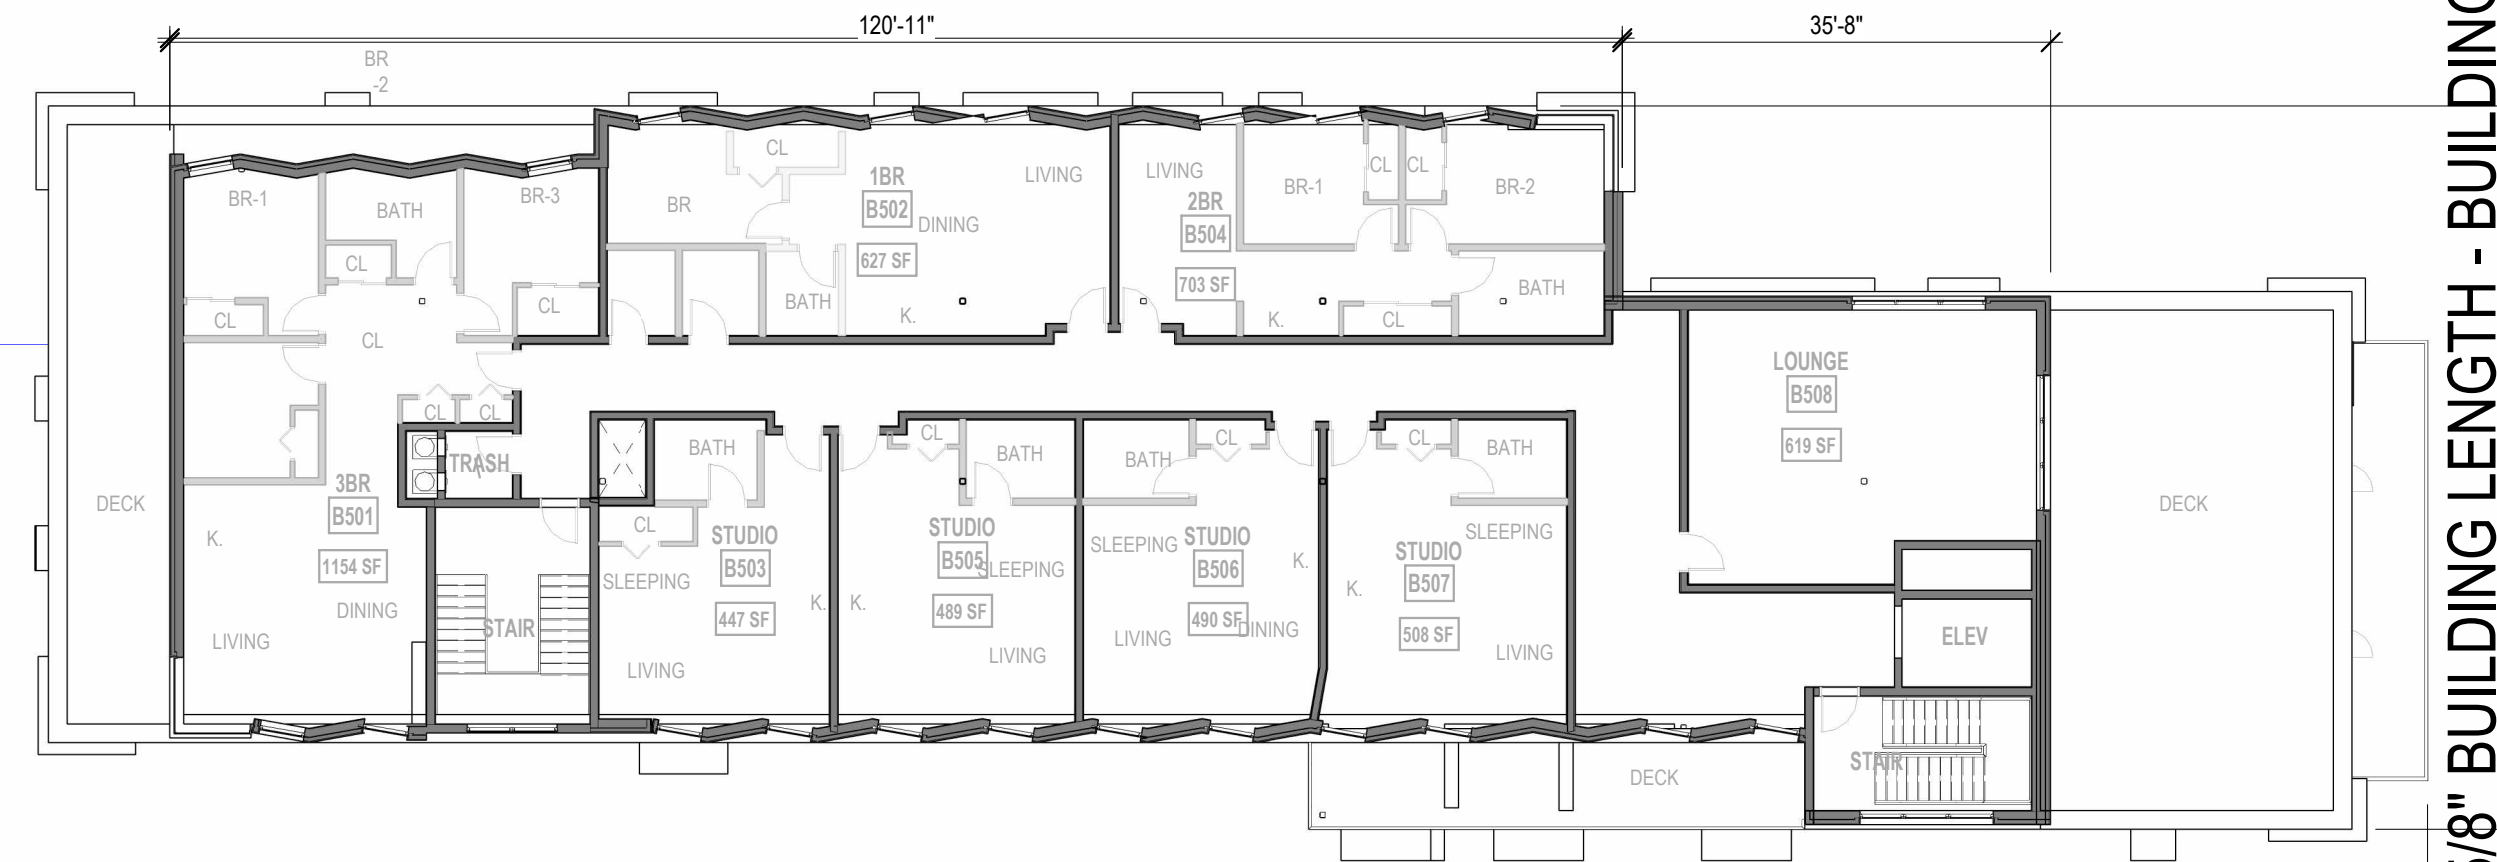 120'-11"
35'-8"
BR
-2
BR-1
BATH
BR-3
CL
CL
CL
CL
BR
CL
1BR
B502
627 SF
LIVING
DINING
BATH
K.
LIVING
2BR
B504
703 SF
BR-1
CL
CL
BR-2
BATH
K.
CL
LOUNGE
B508
619 SF
CL
CL
TRASH
3BR
B501
1154 SF
DECK
K.
DINING
LIVING
STAIR
BATH
CL
STUDIO
B503
447 SF
SLEEPING
K.
LIVING
CL
BATH
STUDIO
B505
489 SF
SLEEPING
K.
LIVING
BATH
CL
STUDIO
B506
490 SF
SLEEPING
K.
LIVING
DINING
CL
BATH
STUDIO
B507
508 SF
SLEEPING
K.
LIVING
ELEV
STAIR
DECK
DECK
5/8" BUILDING LENGTH - BUILDING